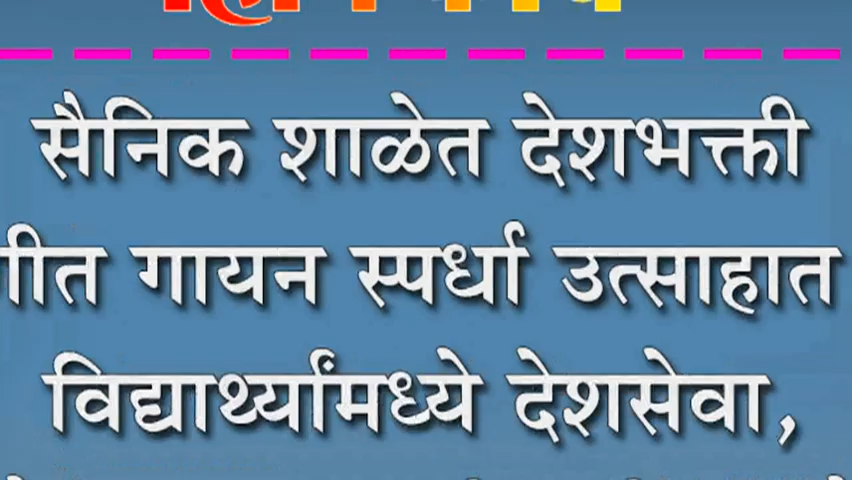 सैनिक शाळेत देशभक्ती
गीत गायन स्पर्धा उत्साहात
विद्यार्थ्यांमध्ये देशसेवा,